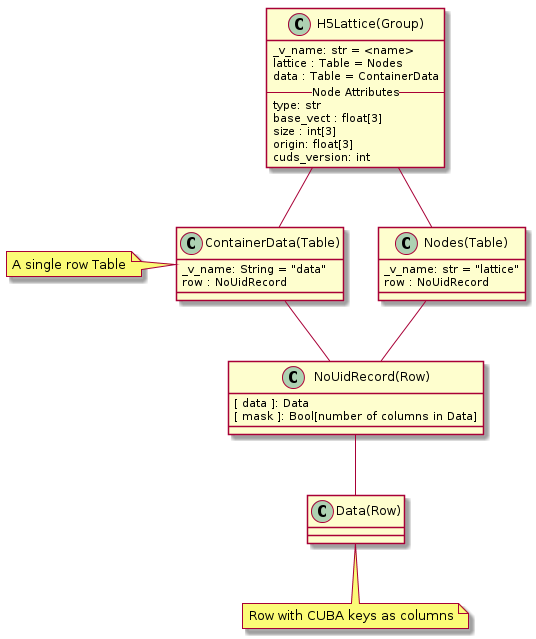 C H5Lattice(Group)
_v_name: str = <name>
lattice : Table = Nodes
data : Table = ContainerData
Node Attributes
type: str
base_vect : float[3]
size : int[3]
origin: float[3]
cuds_version: int
A single row Table
C ContainerData(Table)
_v_name: String = "data"
row : NoUidRecord
C Nodes(Table)
_v_name: str = "lattice"
row : NoUidRecord
C NoUidRecord(Row)
[ data ]: Data
[ mask ]: Bool[number of columns in Data]
C Data(Row)
Row with CUBA keys as columns